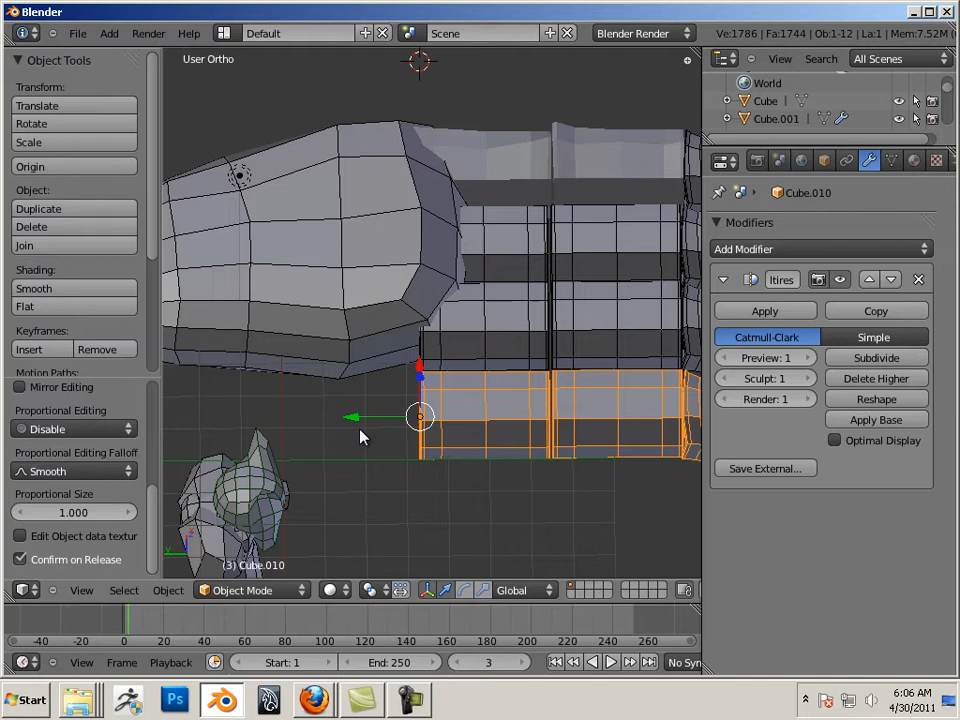 Blender
File Add Render Help Default Scene Blender Render Ve:1786 | Fa:1744 | Ob:1-12 | La:1 | Mem:7.52M
Object Tools
Transform:
Translate
Rotate
Scale
Origin
Object:
Duplicate
Delete
Join
Shading:
Smooth
Flat
Keyframes:
Insert Remove
Motion Paths:
Mirror Editing
Proportional Editing
Disable
Proportional Editing Falloff
Smooth
Proportional Size
1.000
Edit Object data textur
Confirm on Release
User Ortho
(3) Cube.010
View Select Object Object Mode Global
View Search All Scenes
World
Cube
Cube.001
Cube.010
Modifiers
Add Modifier
ltires
Apply Copy
Catmull-Clark Simple
Preview: 1 Subdivide
Sculpt: 1 Delete Higher
Render: 1 Reshape
Apply Base
Optimal Display
Save External...
-40 -20 0 20 40 60 80 100 120 140 160 180 200 220 240 260
View Frame Playback Start: 1 End: 250 3 No Syn
Start Ps 6:06 AM
4/30/2011